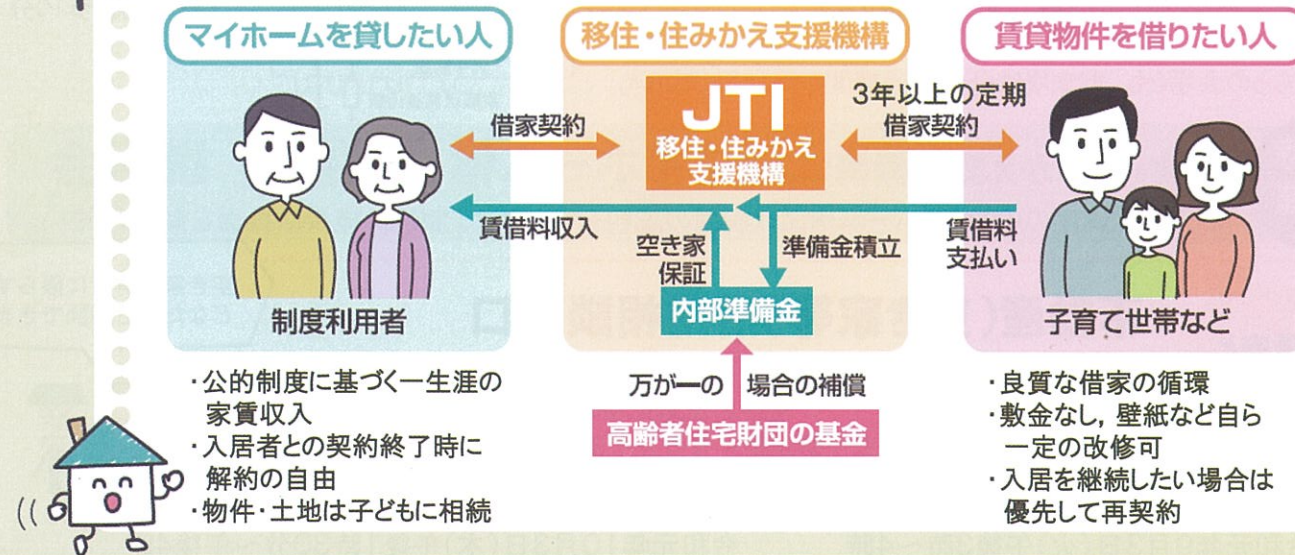 マイホームを貸したい人
移住・住みかえ支援機構
賃貸物件を借りたい人
借家契約
JTI
移住・住みかえ
支援機構
3年以上の定期
借家契約
賃借料収入
空き家
保証
準備金積立
賃借料
支払い
内部準備金
制度利用者
子育て世帯など
万が一の 場合の補償
高齢者住宅財団の基金
・公的制度に基づく一生涯の
家賃収入
・入居者との契約終了時に
解約の自由
・物件・土地は子どもに相続
・良質な借家の循環
・敷金なし,壁紙など自ら
一定の改修可
・入居を継続したい場合は
優先して再契約